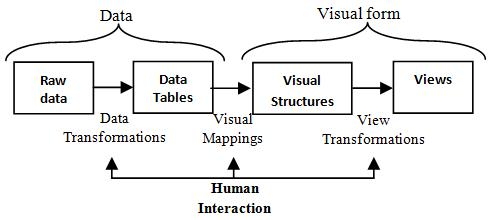 Data
Visual form
Raw
data
Data
Tables
Visual
Structures
Views
Data
Transformations
Visual
Mappings
View
Transformations
Human
Interaction